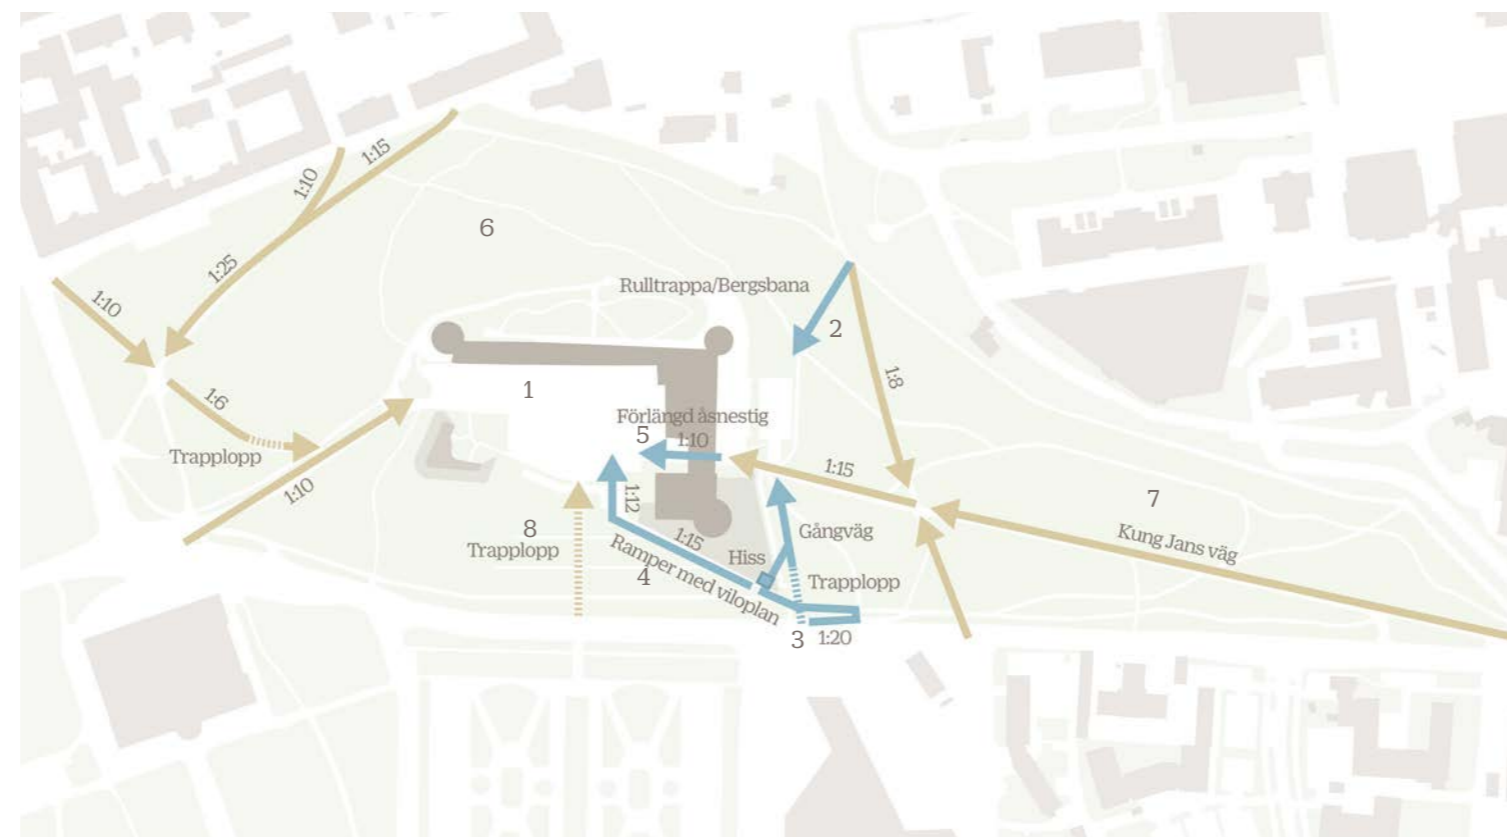 1:15
1:10
6
1:25
Rulltrappa/Bergsbana
1:10
2
1:8
1
1:6
Förlängd åsnestig
5
1:10
Trapplopp
1:15
1:10
1:12
7
8
Trapplopp
Gångväg
Kung Jans väg
1:15
Hiss
Ramper med viloplan
4
Trapplopp
3
1:20